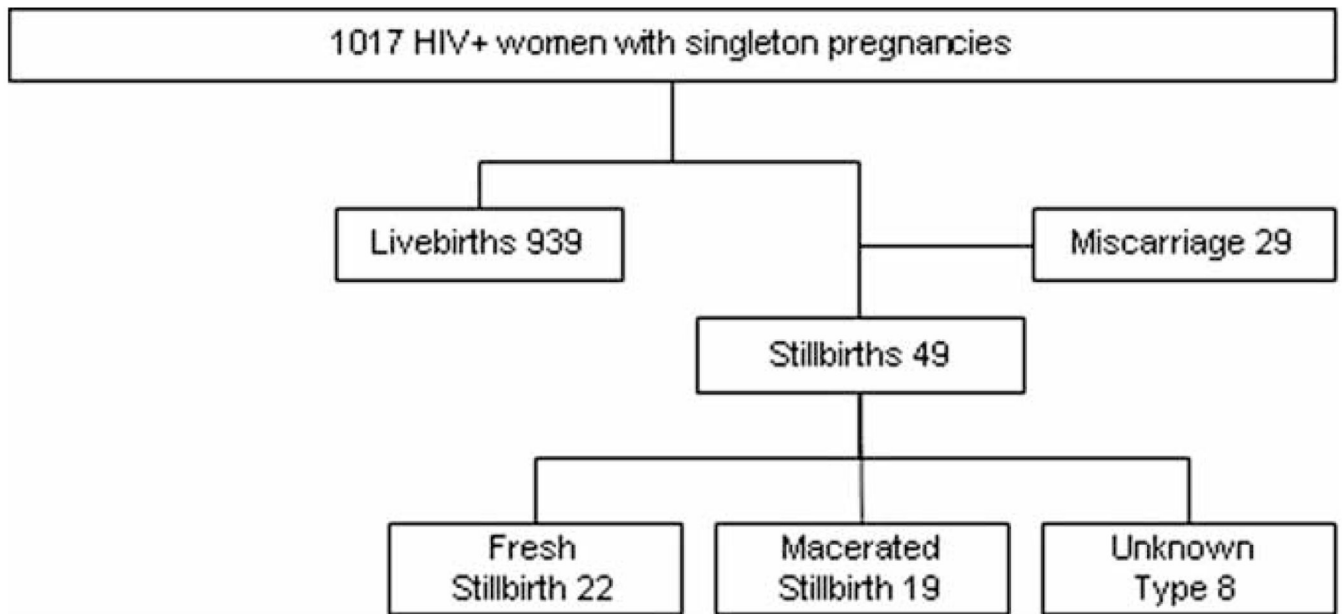 1017 HIV+ women with singleton pregnancies
Livebirths 939
Miscarriage 29
Stillbirths 49
Fresh
Stillbirth 22
Macerated
Stillbirth 19
Unknown
Type 8